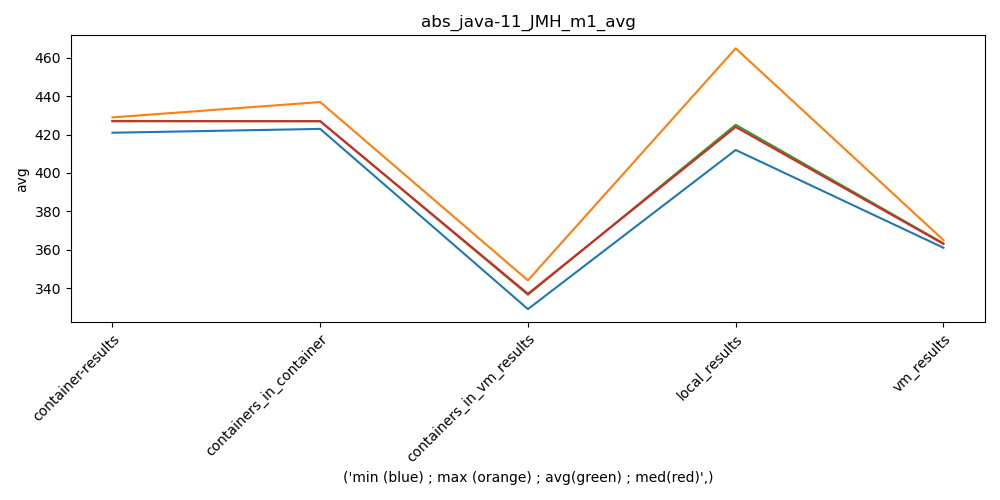 abs_java-11_JMH_m1_avg
460
440
420
400
380
360
340
avg
container-results
containers_in_container
containers_in_vm_results
local_results
vm_results
('min (blue) ; max (orange) ; avg(green) ; med(red)',)